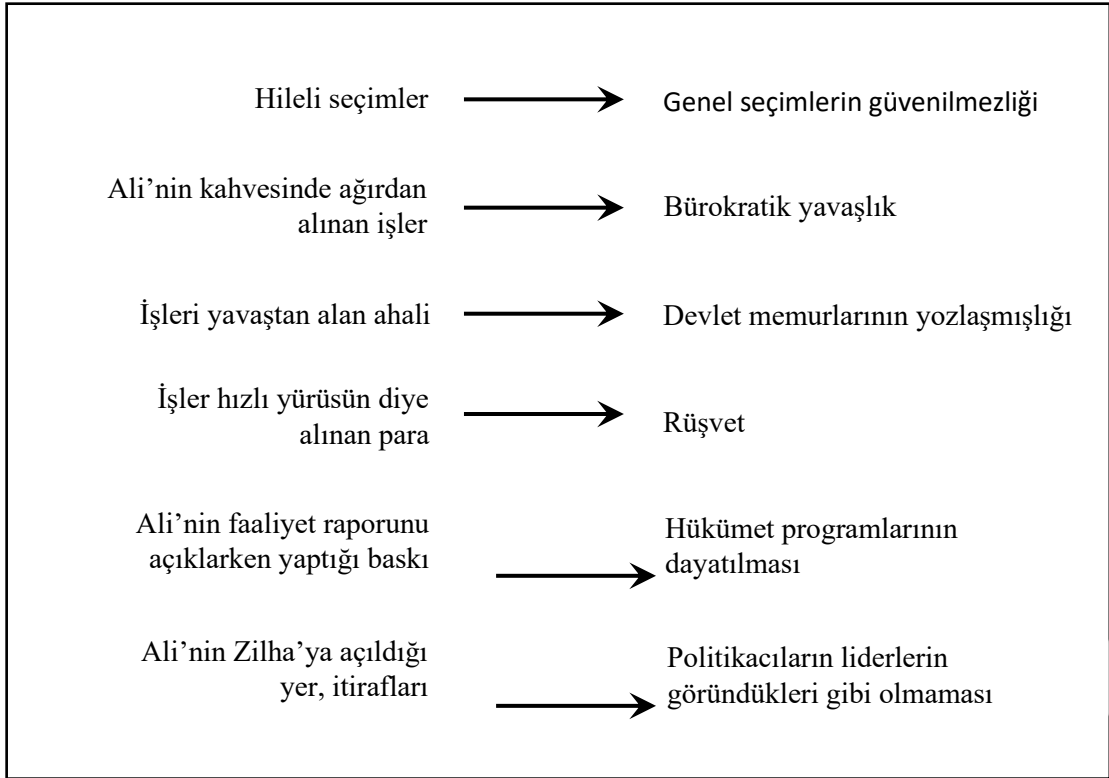 Hileli seçimler
Genel seçimlerin güvenilmezliği
Ali’nin kahvesinde ağırdan
alınan işler
Bürokratik yavaşlık
İşleri yavaştan alan ahali
Devlet memurlarının yozlaşmışlığı
İşler hızlı yürüsün diye
alınan para
Rüşvet
Ali’nin faaliyet raporunu
açıklarken yaptığı baskı
Hükümet programlarının
dayatılması
Ali’nin Zilha’ya açıldığı
yer, itirafları
Politikacıların liderlerin
göründükleri gibi olmaması